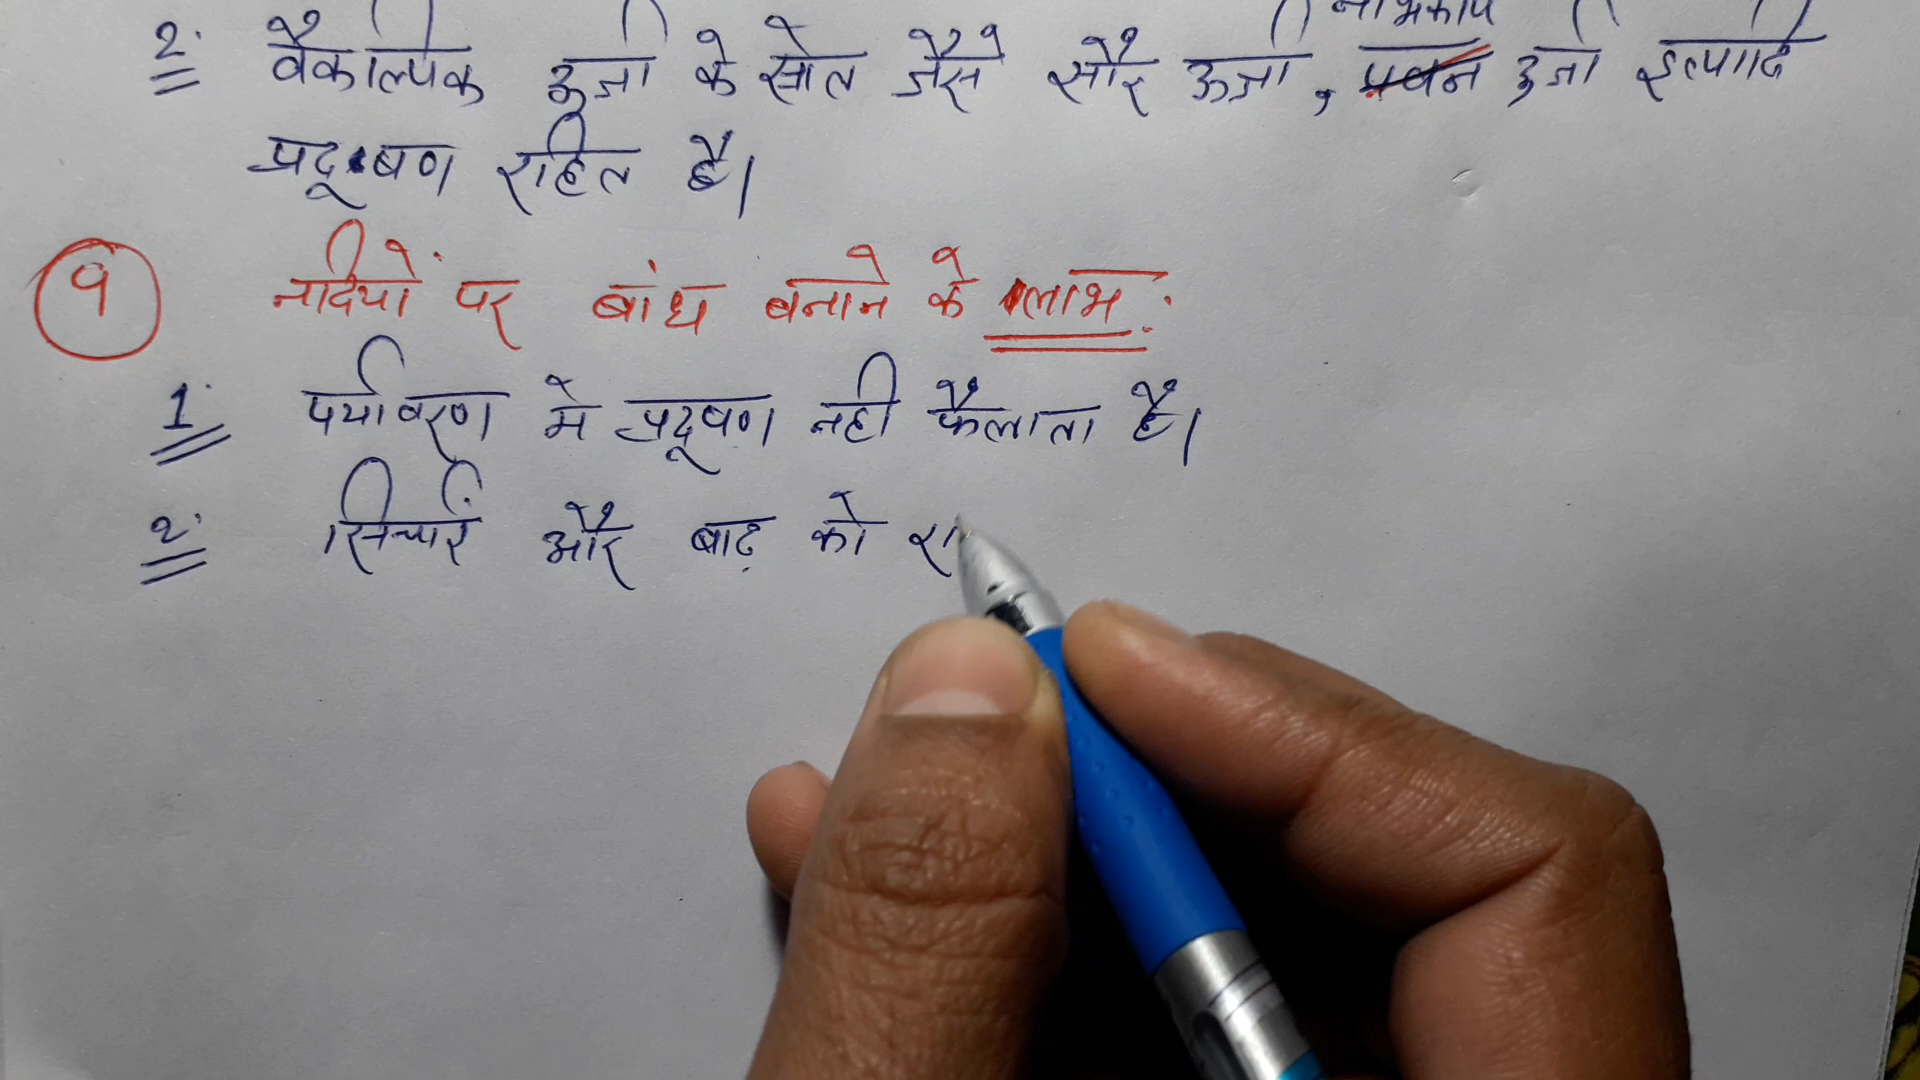 नाभिकीय
2. वैकल्पिक ऊर्जा के स्रोत जैसे सौर ऊर्जा, पवन ऊर्जा इत्यादि
प्रदूषण रहित है।
9 नदियों पर बांध बनाने के लाभ:
1. पर्यावरण मे प्रदूषण नही फैलाता है।
2. सिचाईं और बाढ़ को रा